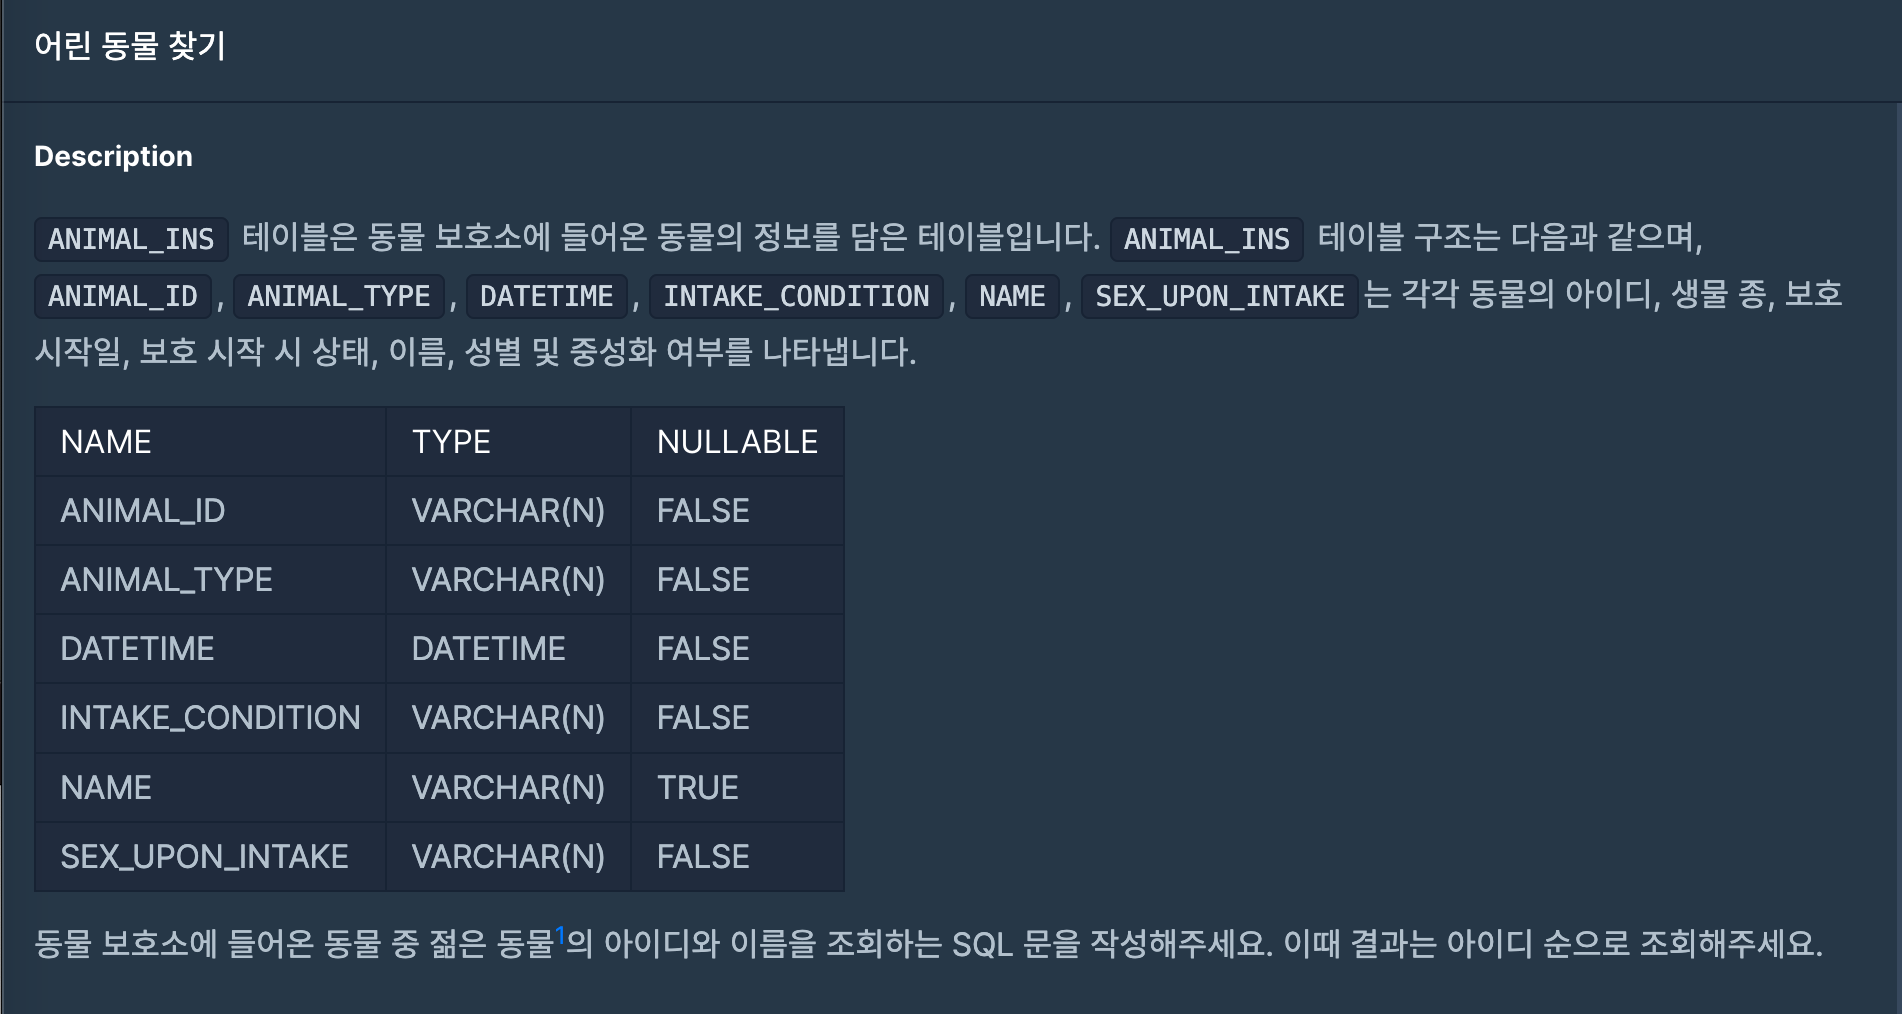 어린 동물 찾기
Description
ANIMAL_INS 테이블은 동물 보호소에 들어온 동물의 정보를 담은 테이블입니다. ANIMAL_INS 테이블 구조는 다음과 같으며,
ANIMAL_ID, ANIMAL_TYPE, DATETIME, INTAKE_CONDITION, NAME, SEX_UPON_INTAKE는 각각 동물의 아이디, 생물 종, 보호
시작일, 보호 시작 시 상태, 이름, 성별 및 중성화 여부를 나타냅니다.
NAME TYPE NULLABLE
ANIMAL_ID VARCHAR(N) FALSE
ANIMAL_TYPE VARCHAR(N) FALSE
DATETIME DATETIME FALSE
INTAKE_CONDITION VARCHAR(N) FALSE
NAME VARCHAR(N) TRUE
SEX_UPON_INTAKE VARCHAR(N) FALSE
동물 보호소에 들어온 동물 중 젊은 동물1의 아이디와 이름을 조회하는 SQL 문을 작성해주세요. 이때 결과는 아이디 순으로 조회해주세요.